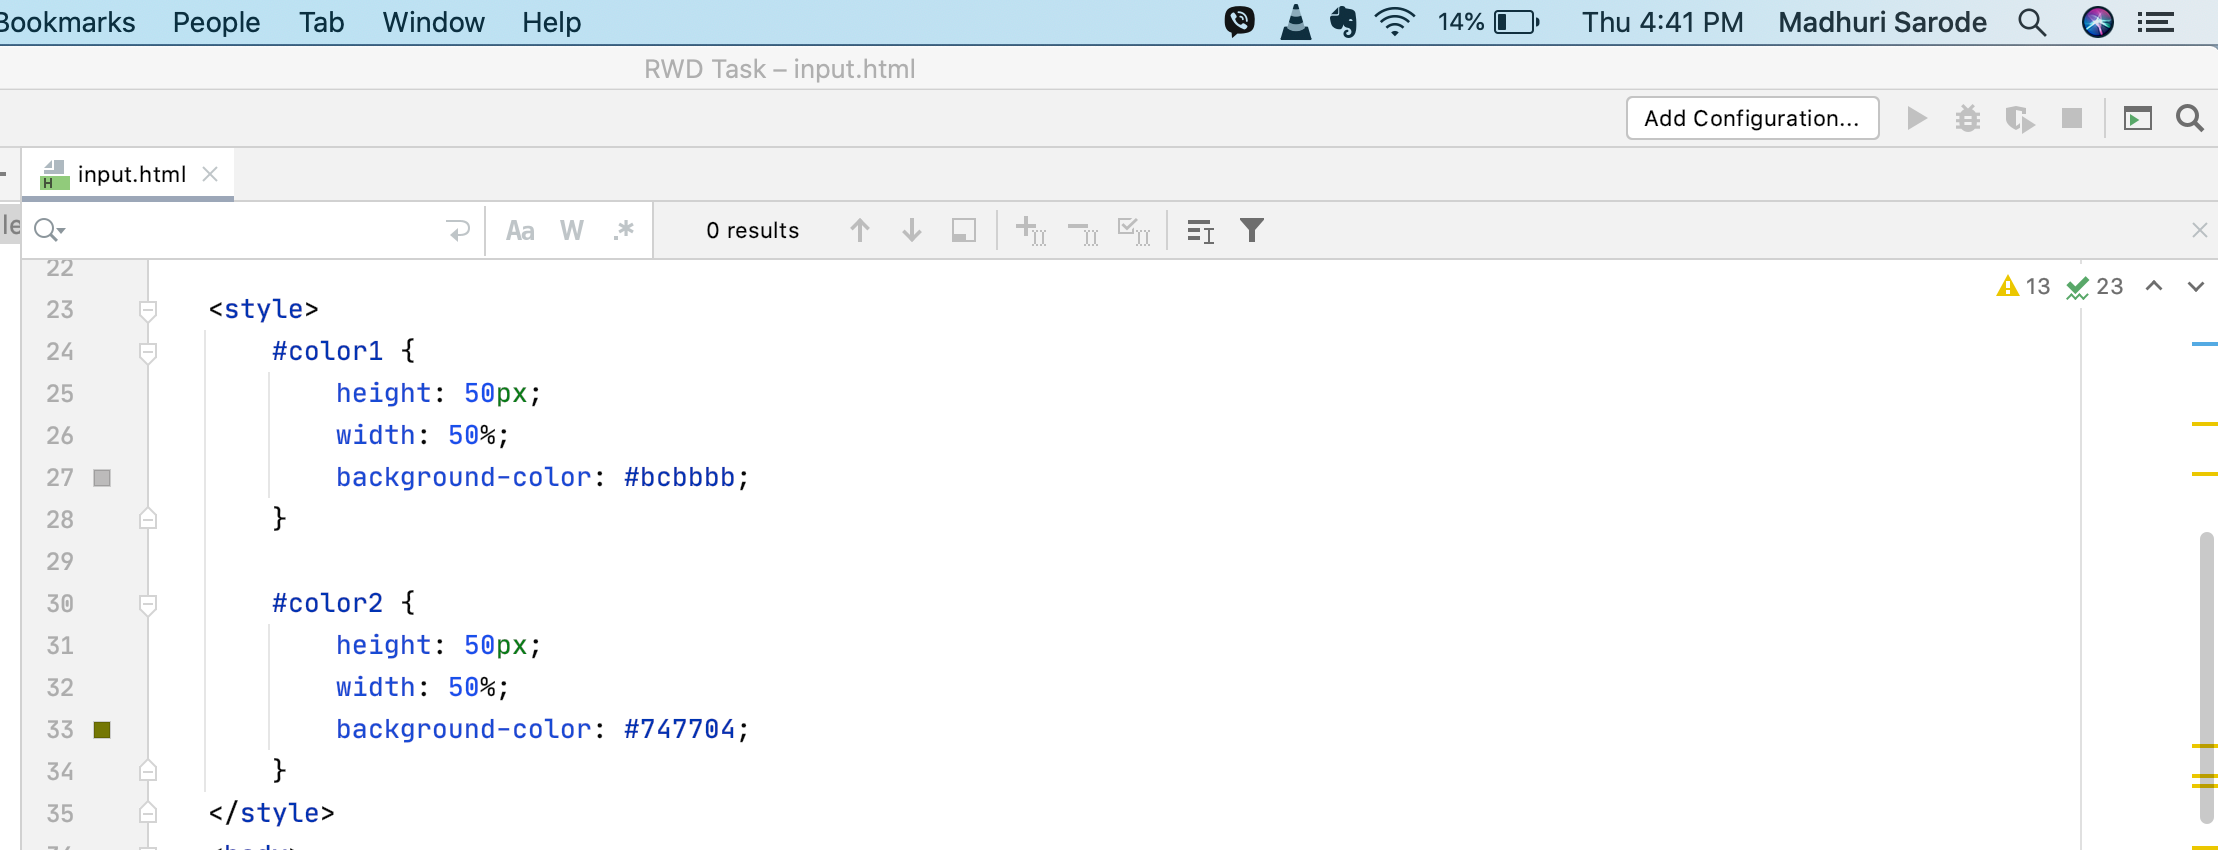 Bookmarks People Tab Window Help 14% Thu 4:41 PM Madhuri Sarode
RWD Task – input.html
Add Configuration...
input.html
Aa W .* 0 results
22
13 23
23 <style>
24 #color1 {
25 height: 50px;
26 width: 50%;
27 background-color: #bcbbbb;
28 }
29
30 #color2 {
31 height: 50px;
32 width: 50%;
33 background-color: #747704;
34 }
35 </style>